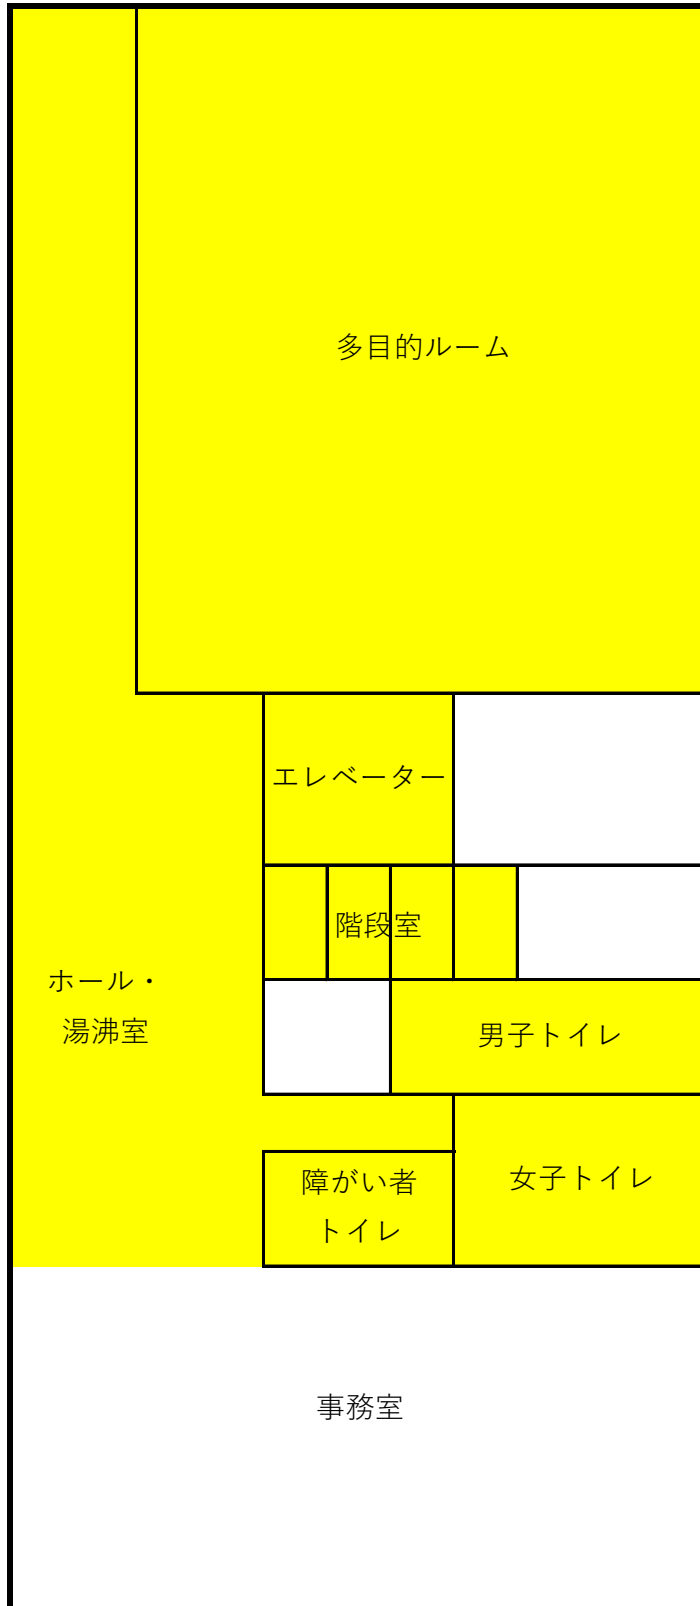 多目的ルーム
エレベーター
階段室
ホール・
湯沸室
男子トイレ
障がい者
トイレ
女子トイレ
事務室